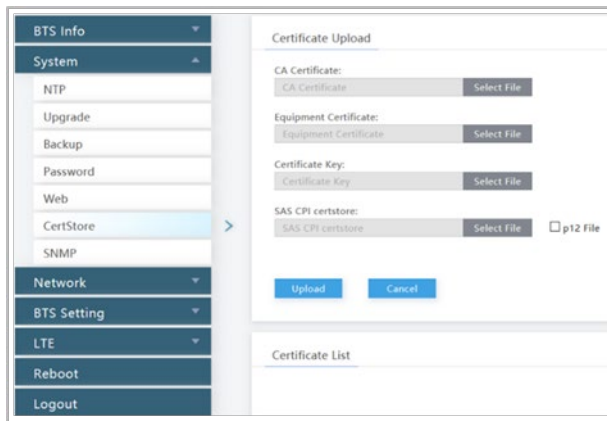 BTS Info
System
NTP
Upgrade
Backup
Password
Web
CertStore
SNMP
Network
BTS Setting
LTE
Reboot
Logout
Certificate Upload
CA Certificate:
CA Certificate Select File
Equipment Certificate:
Equipment Certificate Select File
Certificate Key:
Certificate Key Select File
SAS CPI certstore:
SAS CPI certstore Select File p12 File
Upload Cancel
Certificate List